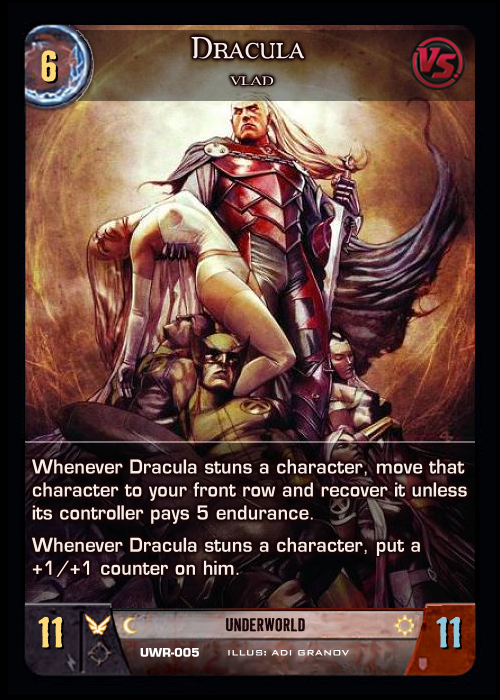 6
DRACULA
VLAD
VS
Whenever Dracula stuns a character, move that
character to your front row and recover it unless
its controller pays 5 endurance.
Whenever Dracula stuns a character, put a
+1/+1 counter on him.
11
UNDERWORLD
11
UWR-005 ILLUS: ADI GRANOV